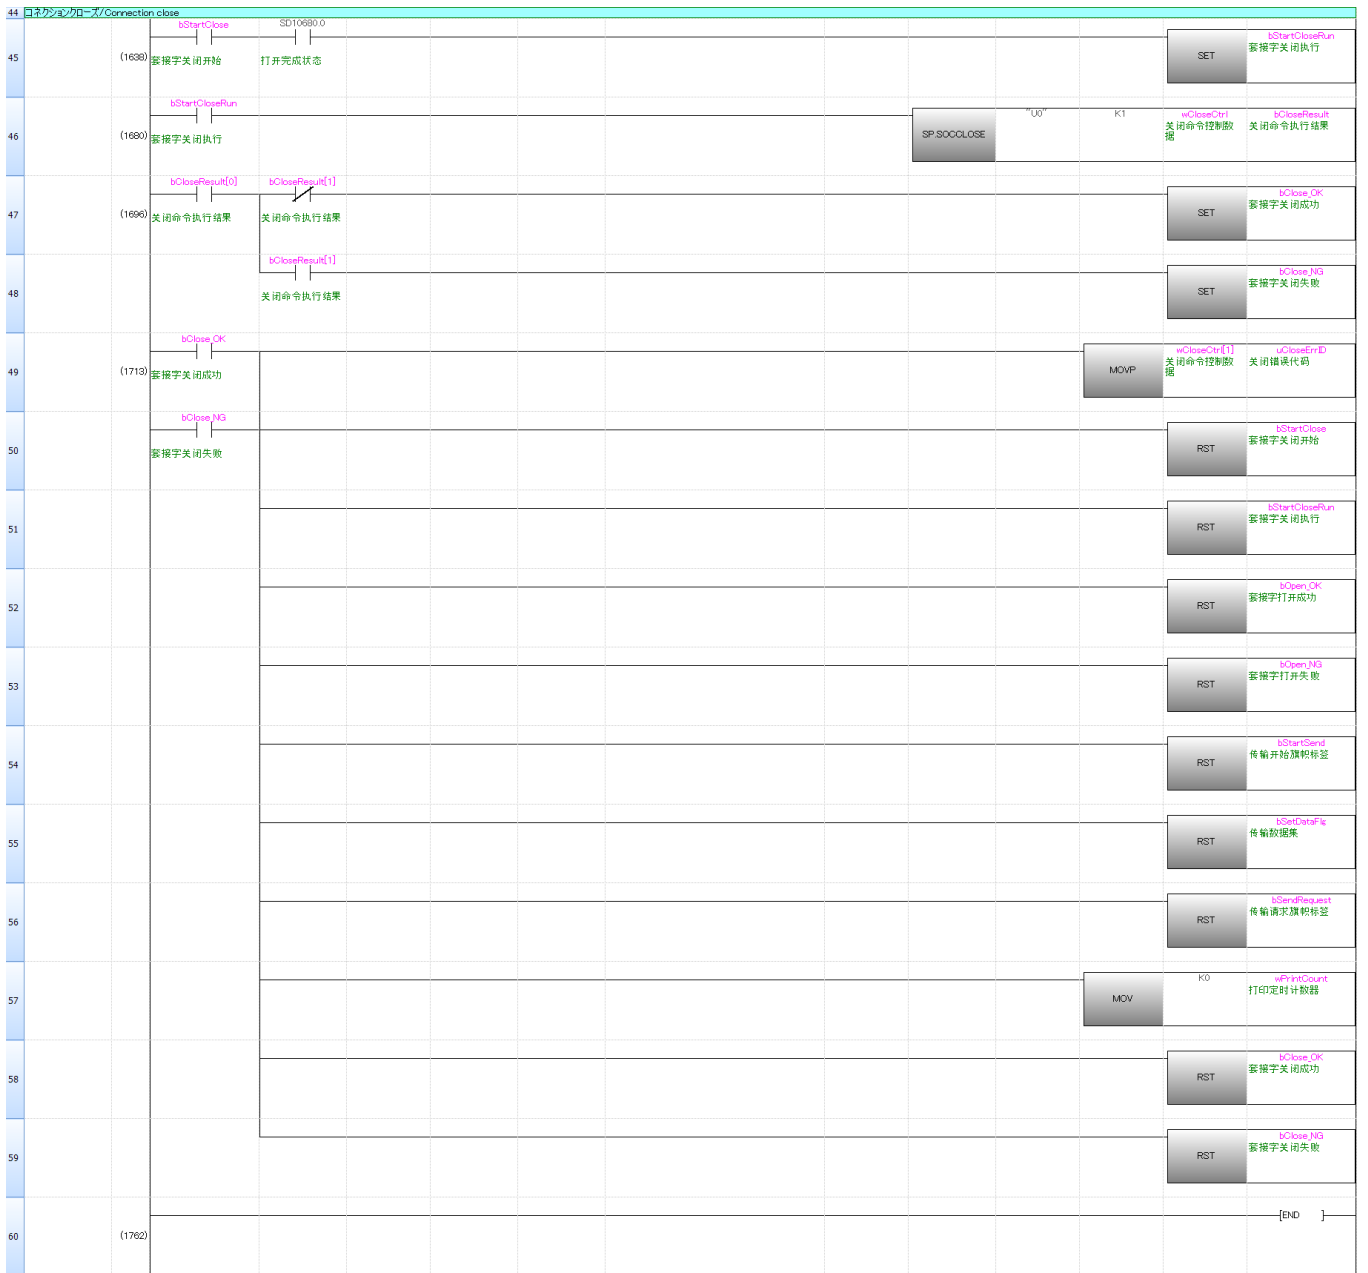 44 コネクションクローズ/Connection close
bStartClose SD10680.0 bStartCloseRun
45 (1638) 套接字关闭开始 打开完成状态 SET 套接字关闭执行
bStartCloseRun "U0" K1 wCloseCtrl bCloseResult
46 (1680) 套接字关闭执行 SP.SOCCLOSE 关闭命令控制数据 关闭命令执行结果
bCloseResult[0] bCloseResult[1] bClose_OK
47 (1696) 关闭命令执行结果 关闭命令执行结果 SET 套接字关闭成功
bCloseResult[1] bClose_NG
48 关闭命令执行结果 SET 套接字关闭失败
bClose_OK wCloseCtrl[1] uCloseErrID
49 (1713) 套接字关闭成功 MOVP 关闭命令控制数据 关闭错误代码
bClose_NG bStartClose
50 套接字关闭失败 RST 套接字关闭开始
bStartCloseRun
51 RST 套接字关闭执行
bOpen_OK
52 RST 套接字打开成功
bOpen_NG
53 RST 套接字打开失败
bStartSend
54 RST 传输开始旗帜标签
bSetDataFlg
55 RST 传输数据集
bSendRequest
56 RST 传输请求旗帜标签
K0 wPrintCount
57 MOV 打印定时计数器
bClose_OK
58 RST 套接字关闭成功
bClose_NG
59 RST 套接字关闭失败
[END ]
60 (1762)